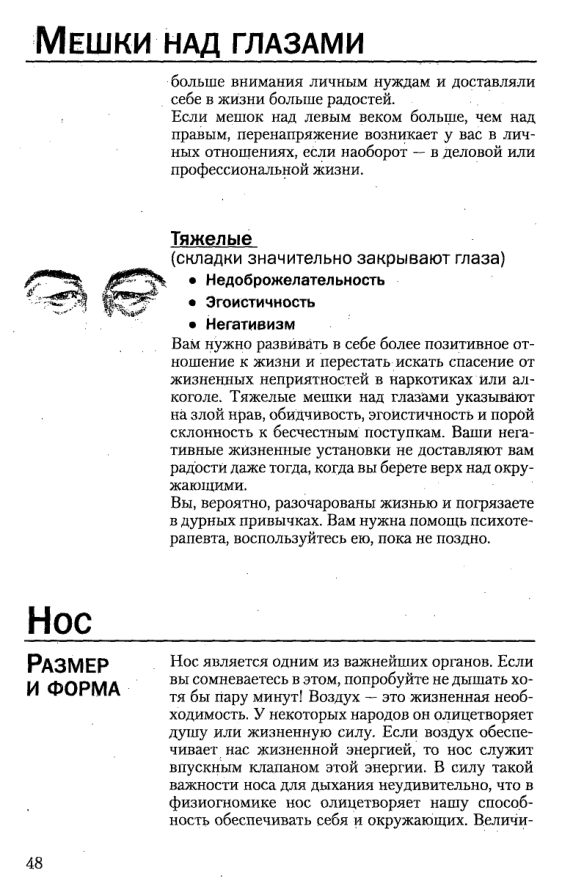 Мешки над глазами
больше внимания личным нуждам и доставляли
себе в жизни больше радостей.
Если мешок над левым веком больше, чем над
правым, перенапряжение возникает у вас в лич-
ных отношениях, если наоборот — в деловой или
профессиональной жизни.
Тяжелые
(складки значительно закрывают глаза)
• Недоброжелательность
• Эгоистичность
• Негативизм
Вам нужно развивать в себе более позитивное от-
ношение к жизни и перестать искать спасение от
жизненных неприятностей в наркотиках или ал-
коголе. Тяжелые мешки над глазами указывают
на злой нрав, обидчивость, эгоистичность и порой
склонность к бесчестным поступкам. Ваши нега-
тивные жизненные установки не доставляют вам
радости даже тогда, когда вы берете верх над окру-
жающими.
Вы, вероятно, разочарованы жизнью и погрязаете
в дурных привычках. Вам нужна помощь психоте-
рапевта, воспользуйтесь ею, пока не поздно.
Нос
Размер
и форма
Нос является одним из важнейших органов. Если
вы сомневаетесь в этом, попробуйте не дышать хо-
тя бы пару минут! Воздух — это жизненная необ-
ходимость. У некоторых народов он олицетворяет
душу или жизненную силу. Если воздух обеспе-
чивает нас жизненной энергией, то нос служит
впускным клапаном этой энергии. В силу такой
важности носа для дыхания неудивительно, что в
физиогномике нос олицетворяет нашу способ-
ность обеспечивать себя и окружающих. Величи-
48